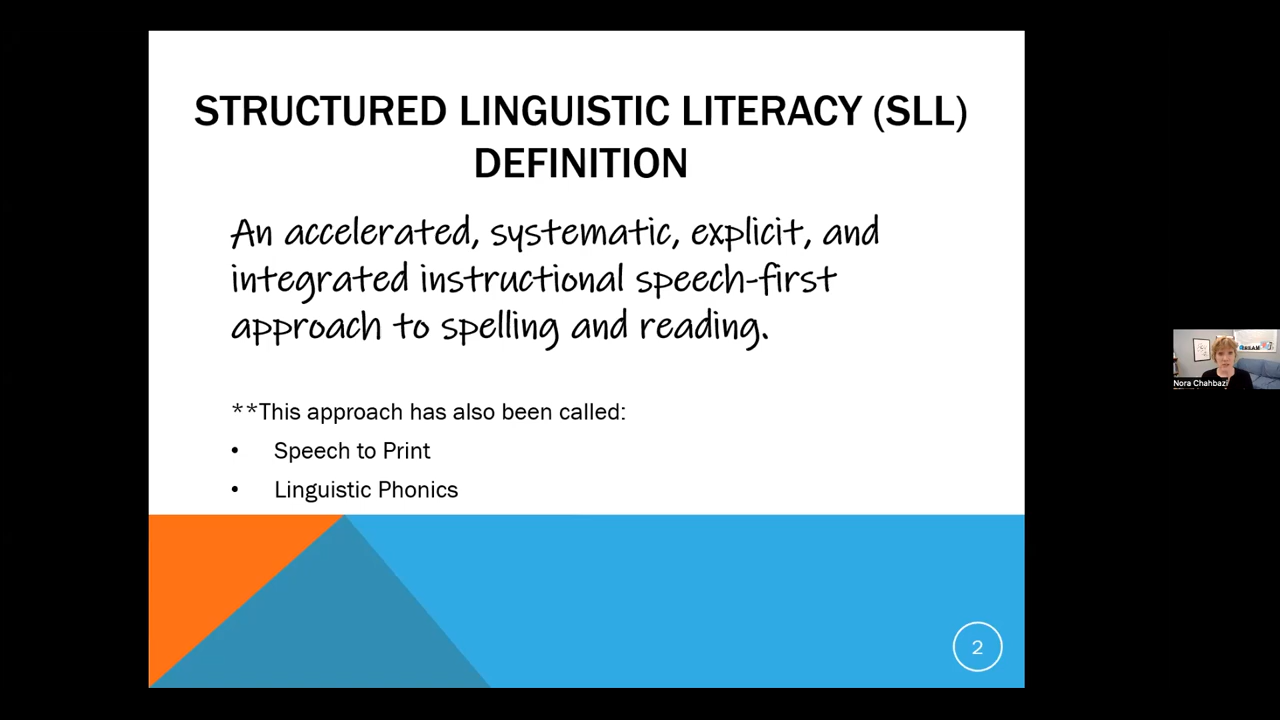 STRUCTURED LINGUISTIC LITERACY (SLL)
DEFINITION
An accelerated, systematic, explicit, and
integrated instructional speech-first
approach to spelling and reading.
**This approach has also been called:
• Speech to Print
• Linguistic Phonics
2
Nora Chahbazi